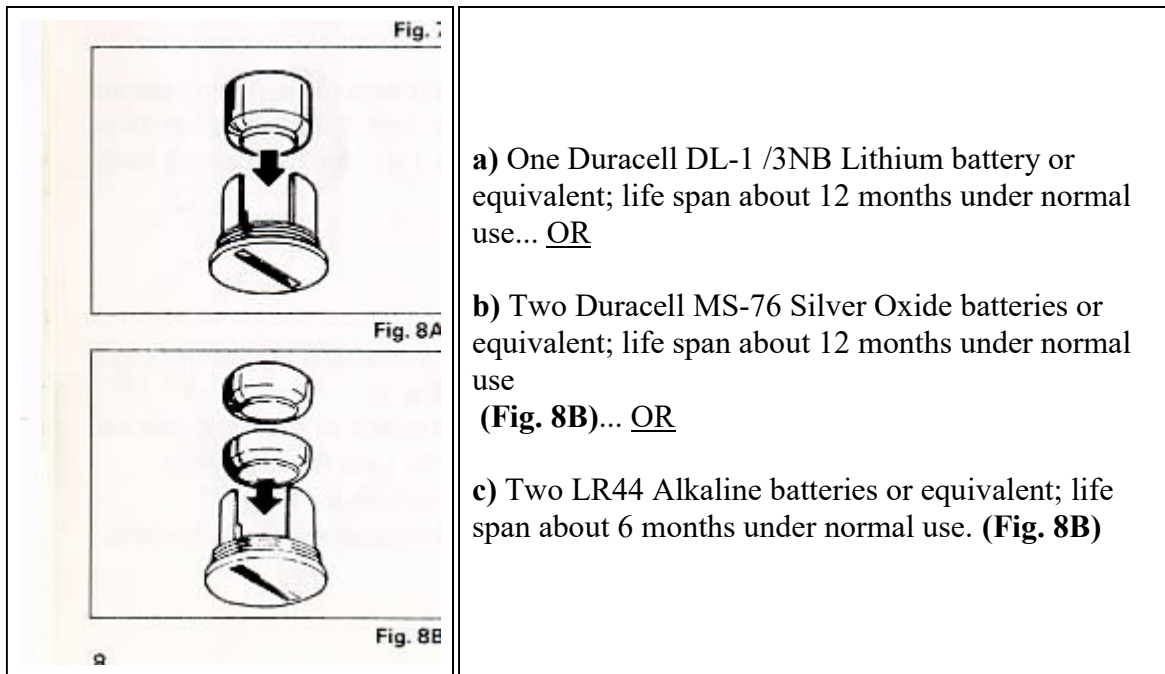 Fig. 7
Fig. 8A
Fig. 8B
8
a) One Duracell DL-1 /3NB Lithium battery or
equivalent; life span about 12 months under normal
use... OR
b) Two Duracell MS-76 Silver Oxide batteries or
equivalent; life span about 12 months under normal
use
(Fig. 8B)... OR
c) Two LR44 Alkaline batteries or equivalent; life
span about 6 months under normal use. (Fig. 8B)